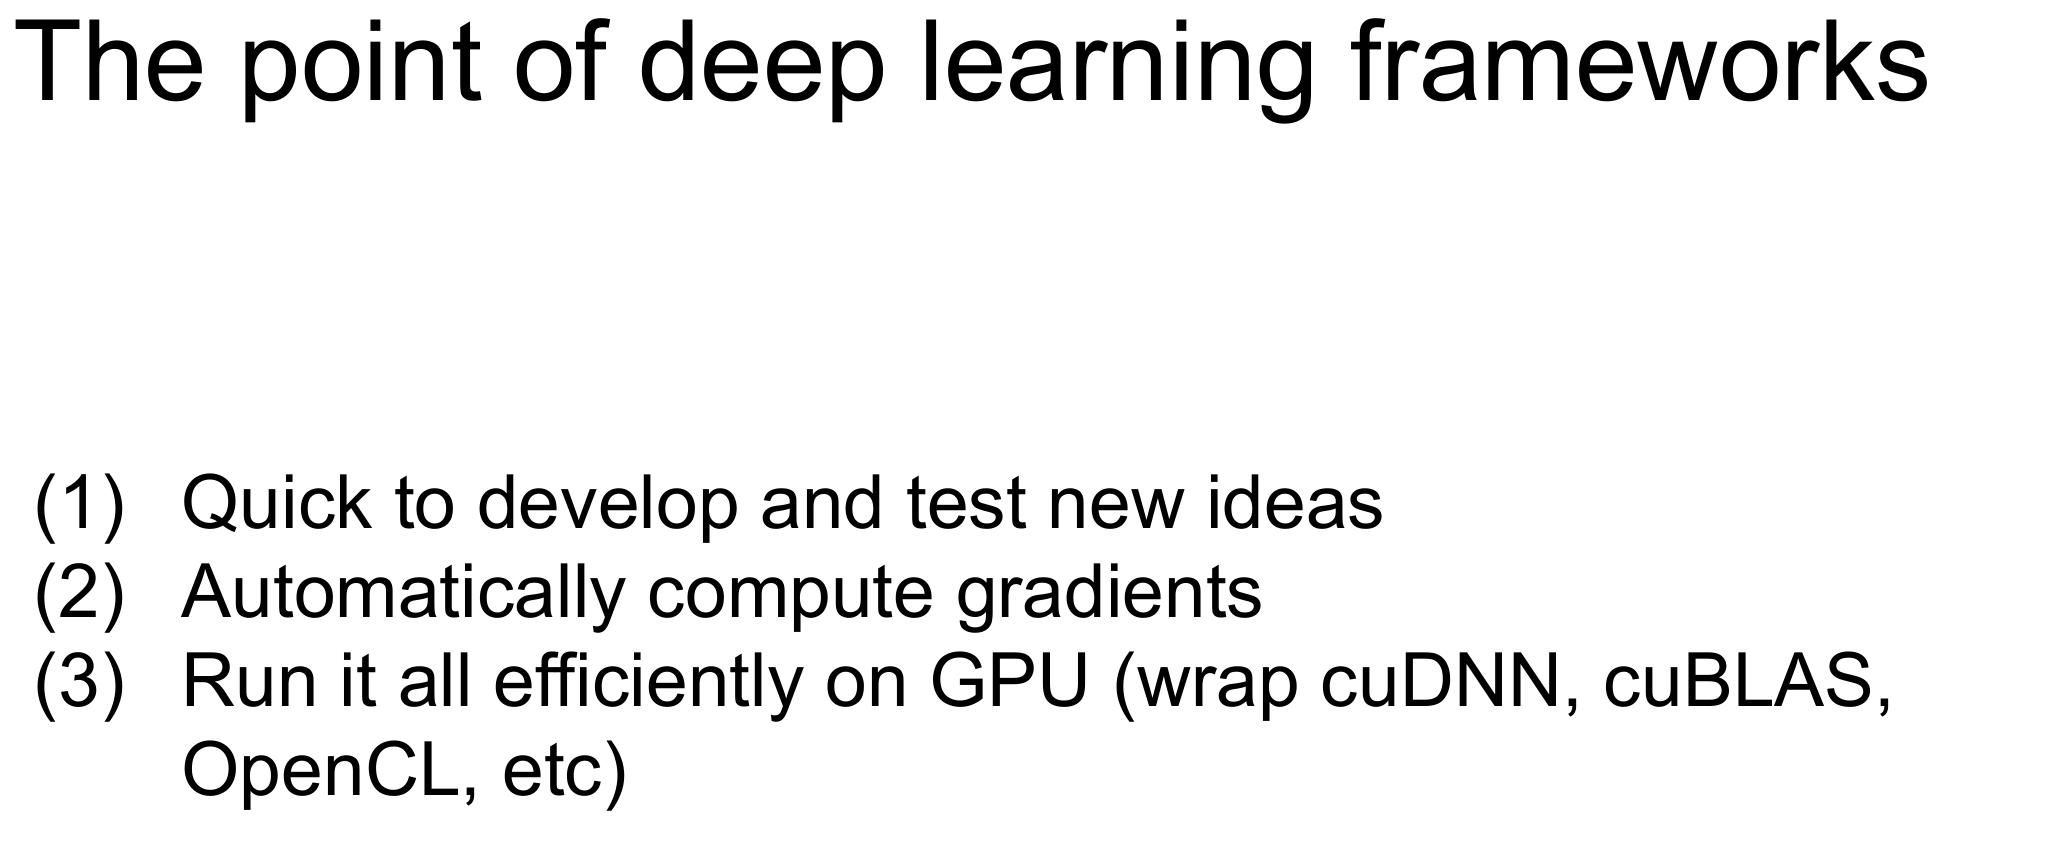 The point of deep learning frameworks
(1) Quick to develop and test new ideas
(2) Automatically compute gradients
(3) Run it all efficiently on GPU (wrap cuDNN, cuBLAS,
OpenCL, etc)